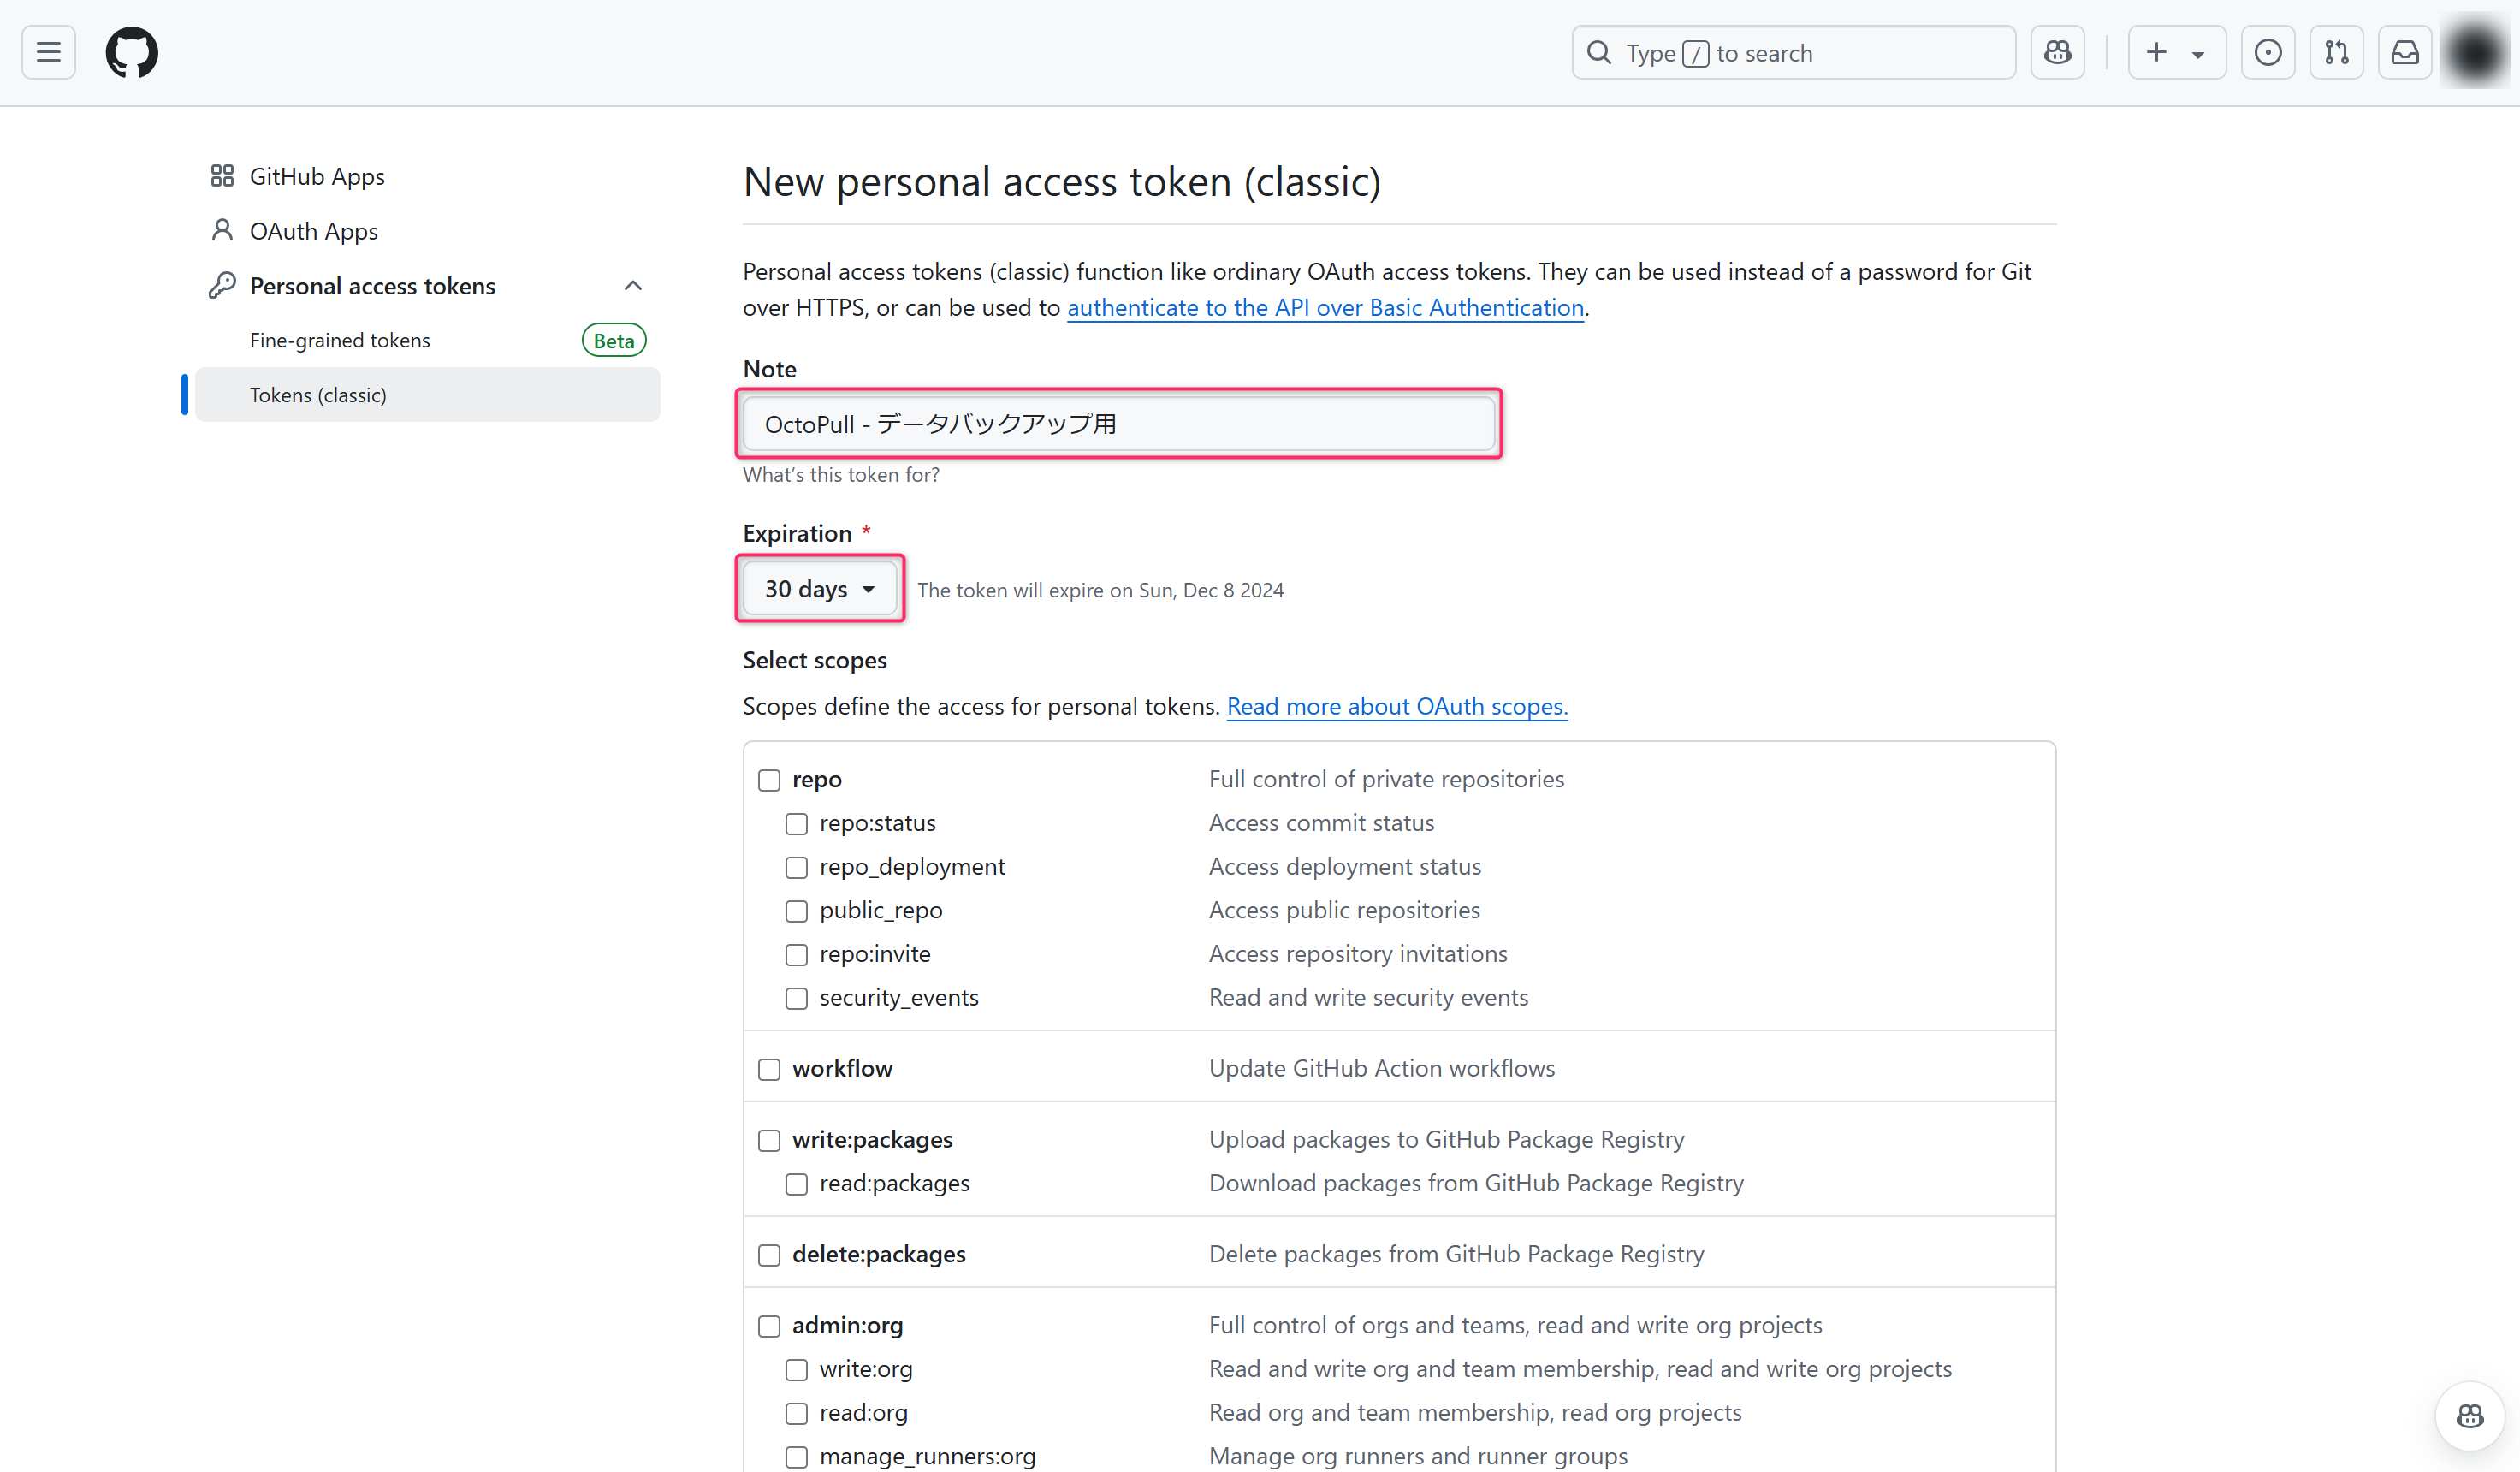 Type / to search
GitHub Apps
OAuth Apps
Personal access tokens
Fine-grained tokens Beta
Tokens (classic)
New personal access token (classic)
Personal access tokens (classic) function like ordinary OAuth access tokens. They can be used instead of a password for Git
over HTTPS, or can be used to authenticate to the API over Basic Authentication.
Note
OctoPull - データバックアップ用
What's this token for?
Expiration *
30 days The token will expire on Sun, Dec 8 2024
Select scopes
Scopes define the access for personal tokens. Read more about OAuth scopes.
repo Full control of private repositories
repo:status Access commit status
repo_deployment Access deployment status
public_repo Access public repositories
repo:invite Access repository invitations
security_events Read and write security events
workflow Update GitHub Action workflows
write:packages Upload packages to GitHub Package Registry
read:packages Download packages from GitHub Package Registry
delete:packages Delete packages from GitHub Package Registry
admin:org Full control of orgs and teams, read and write org projects
write:org Read and write org and team membership, read and write org projects
read:org Read org and team membership, read org projects
manage_runners:org Manage org runners and runner groups